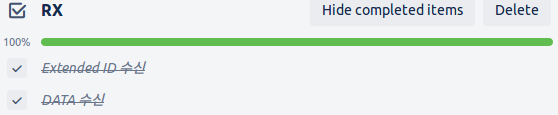 RX
Hide completed items
Delete
100%
Extended ID 수신
DATA 수신